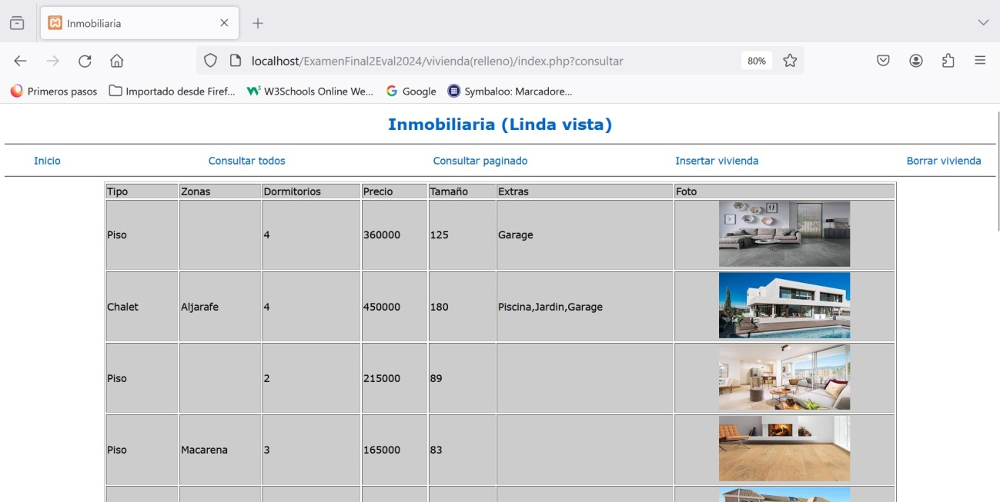 Inmobiliaria
localhost/ExamenFinal2Eval2024/vivienda(relleno)/index.php?consultar 80%
Primeros pasos Importado desde Firef... W3Schools Online We... Google Symbaloo: Marcadore...
Inmobiliaria (Linda vista)
Inicio Consultar todos Consultar paginado Insertar vivienda Borrar vivienda
Tipo Zonas Dormitorios Precio Tamaño Extras Foto
Piso 4 360000 125 Garage
Chalet Aljarafe 4 450000 180 Piscina,Jardin,Garage
Piso 2 215000 89
Piso Macarena 3 165000 83